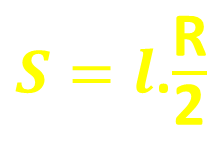 S = l.R/2